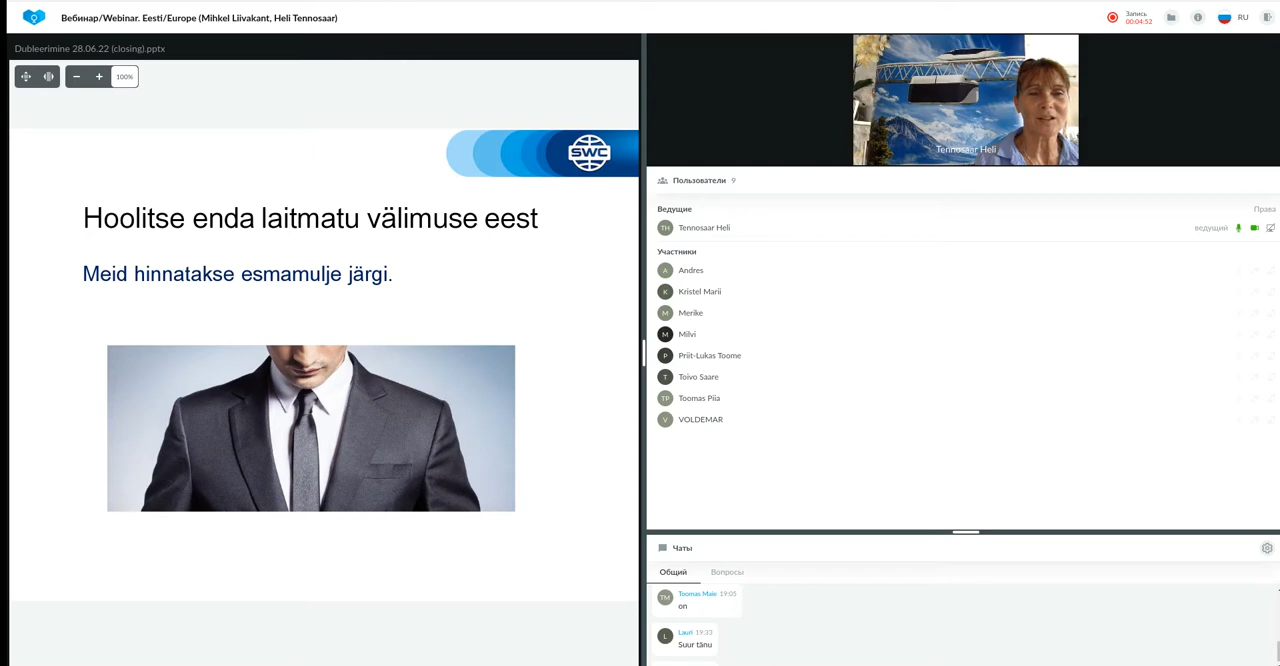 Вебинар/Webinar. Eesti/Europe (Mihkel Liivakant, Heli Tennosaar)
Запись
00:04:52
RU
Dubleerimine 28.06.22 (closing).pptx
100%
SWC
Hoolitse enda laitmatu välimuse eest
Meid hinnatakse esmamulje järgi.
Tennosaar Heli
Пользователи 9
Ведущие
Права
TH Tennosaar Heli
ведущий
Участники
A Andres
K Kristel Marii
M Merike
M Milvi
P Priit-Lukas Toome
T Toivo Saare
TP Toomas Piia
V VOLDEMAR
Чаты
Общий Вопросы
TM Toomas Maie 19:05
on
L Lauri 19:33
Suur tänu